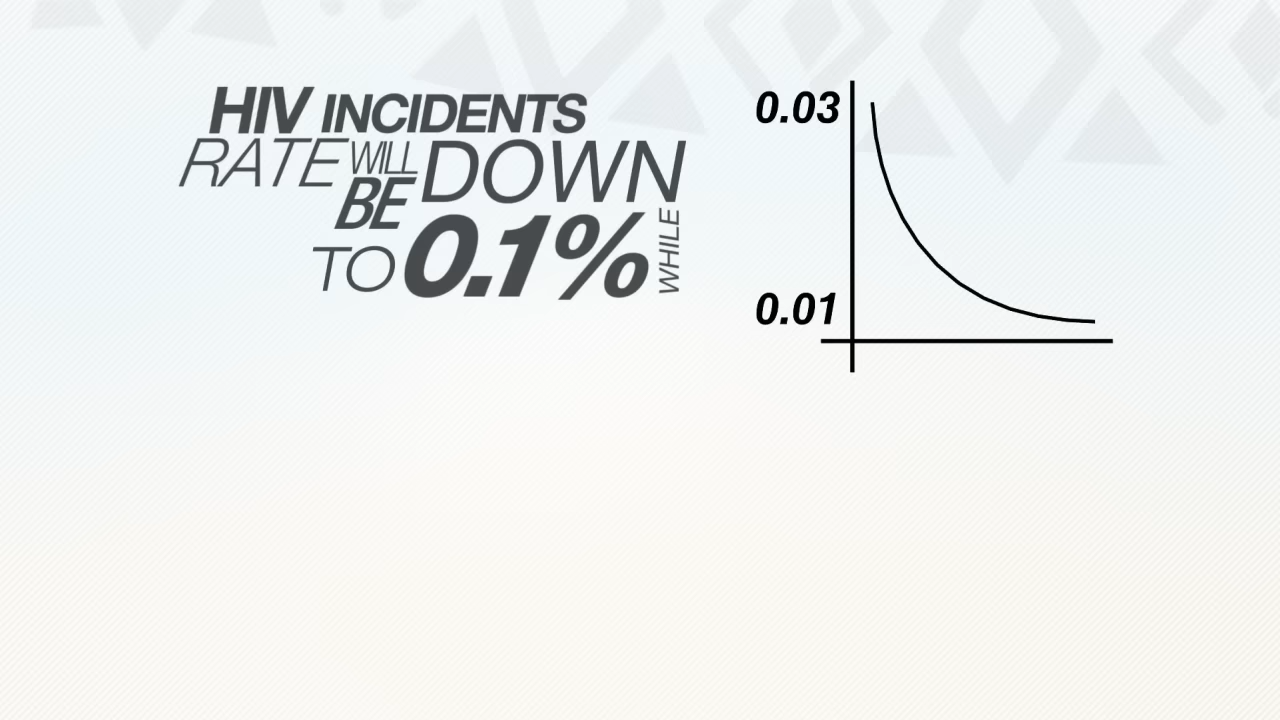 HIV INCIDENTS
RATE WILL BE DOWN
TO 0.1% WHILE
0.03
0.01